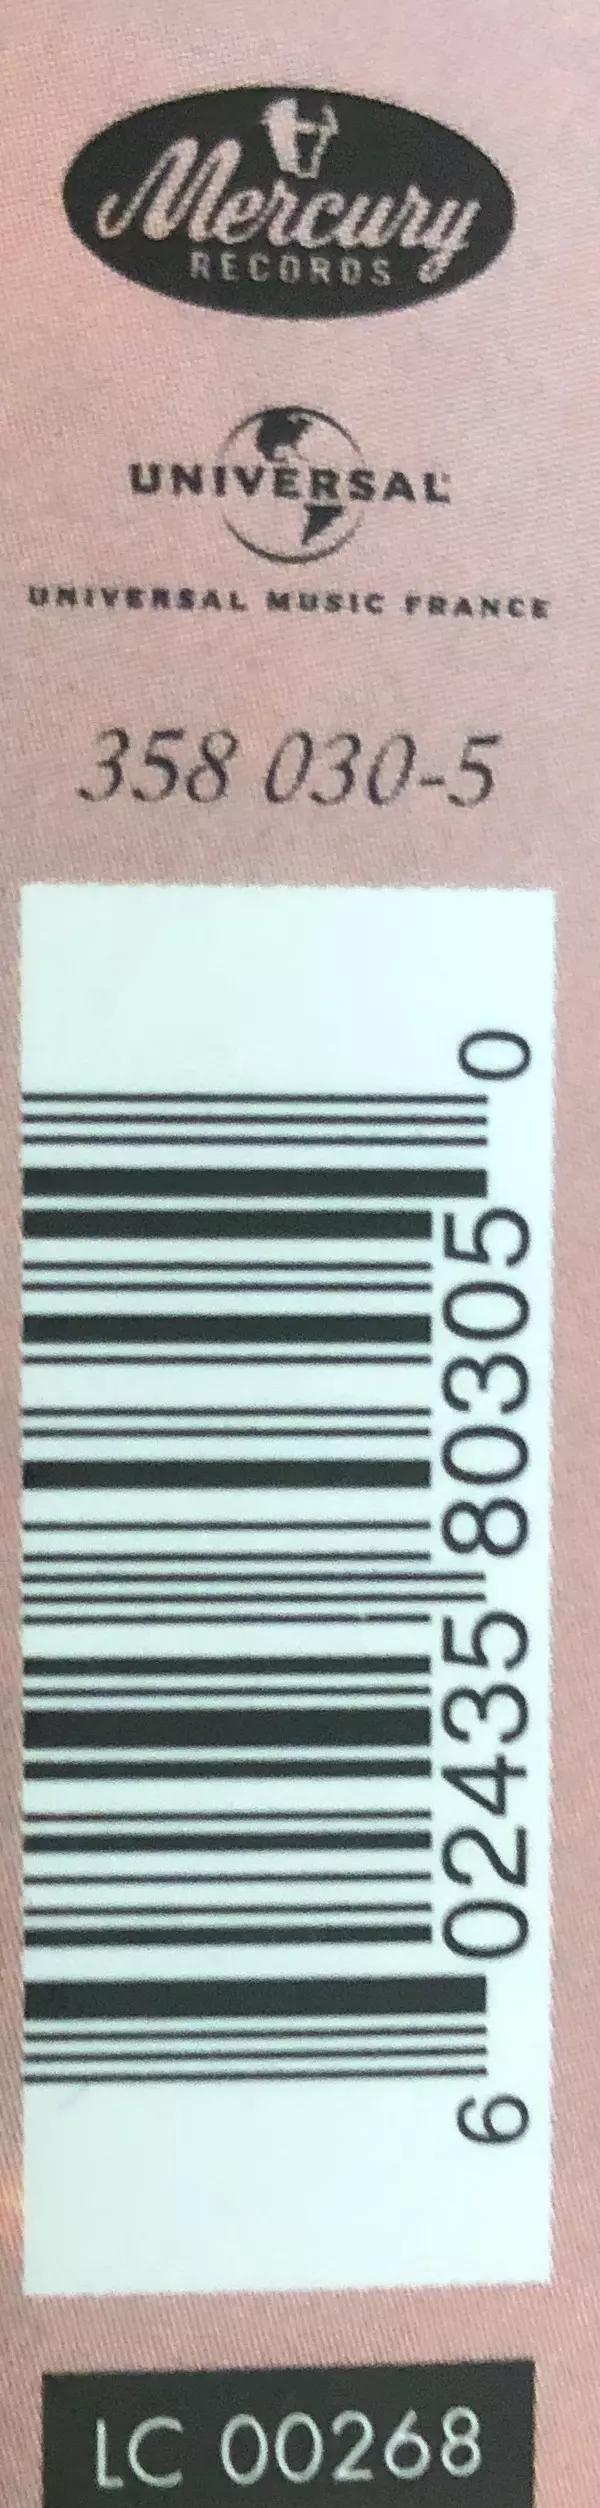 Mercury
RECORDS
UNIVERSAL
UNIVERSAL MUSIC FRANCE
358 030-5
6 02435 80305 0
LC 00268